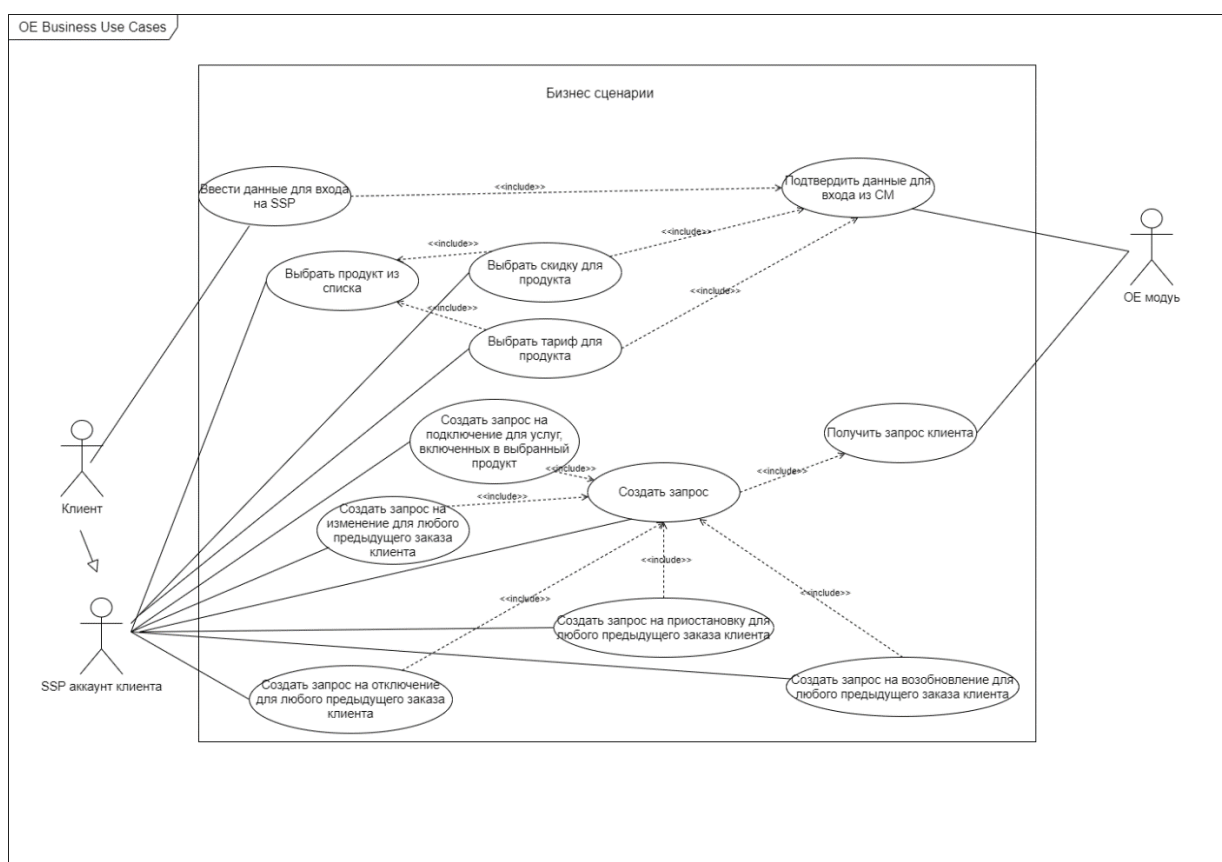 OE Business Use Cases
Бизнес сценарии
Ввести данные для входа
на SSP
<<include>>
Подтвердить данные для
входа из СМ
<<include>>
<<include>>
Выбрать продукт из
списка
Выбрать скидку для
продукта
<<include>>
<<include>>
Выбрать тариф для
продукта
ОЕ модуь
Создать запрос на
подключение для услуг,
включенных в выбранный
продукт
Получить запрос клиента
<<include>>
<<include>>
Создать запрос
<<include>>
Клиент
Создать запрос на
изменение для любого
предыдущего заказа
клиента
<<include>>
<<include>>
<<include>>
Создать запрос на приостановку для
любого предыдущего заказа клиента
SSP аккаунт клиента
Создать запрос на отключение
для любого предыдущего заказа
клиента
Создать запрос на возобновление для
любого предыдущего заказа клиента